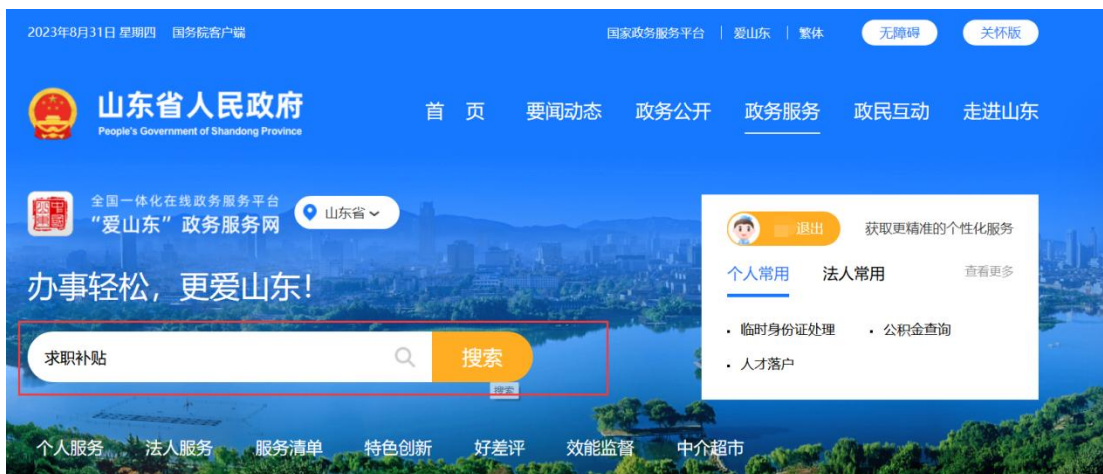 2023年8月31日 星期四 国务院客户端 国家政务服务平台 | 爱山东 | 繁体 无障碍 关怀版
山东省人民政府
People's Government of Shandong Province
首 页 要闻动态 政务公开 政务服务 政民互动 走进山东
全国一体化在线政务服务平台
“爱山东”政务服务网
山东省
办事轻松，更爱山东！
求职补贴 搜索
搜索
退出 获取更精准的个性化服务
个人常用 法人常用 查看更多
· 临时身份证处理 · 公积金查询
· 人才落户
个人服务 法人服务 服务清单 特色创新 好差评 效能监督 中介超市